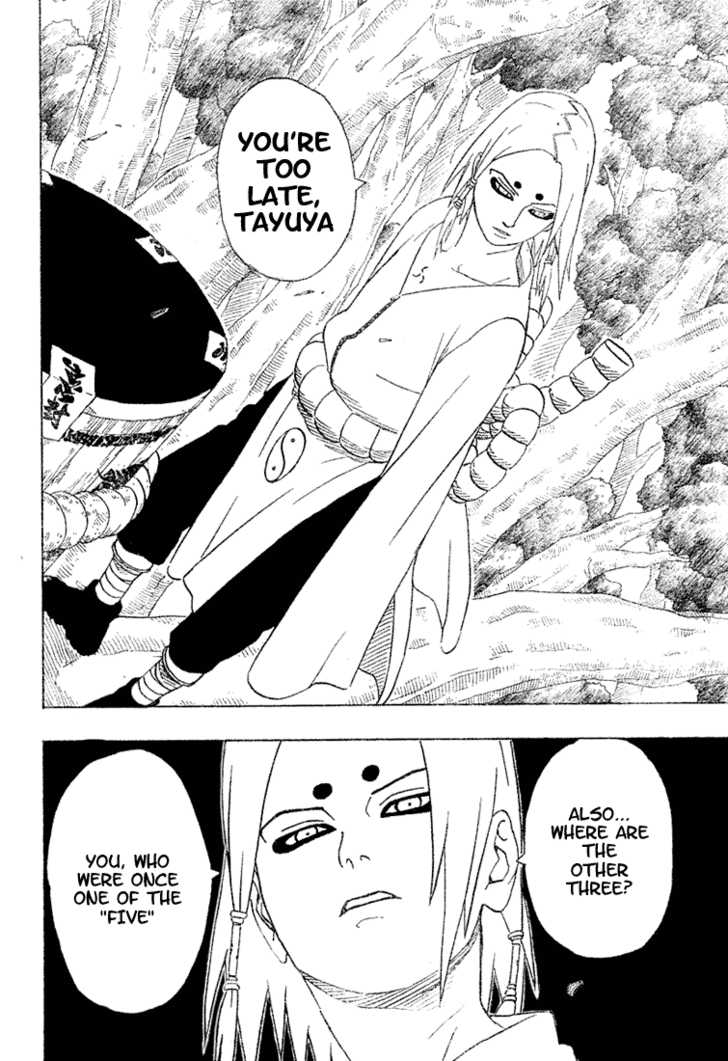 YOU'RE
TOO
LATE,
TAYUYA
ALSO...
WHERE ARE
THE
OTHER
THREE?
YOU, WHO
WERE ONCE
ONE OF THE
"FIVE"